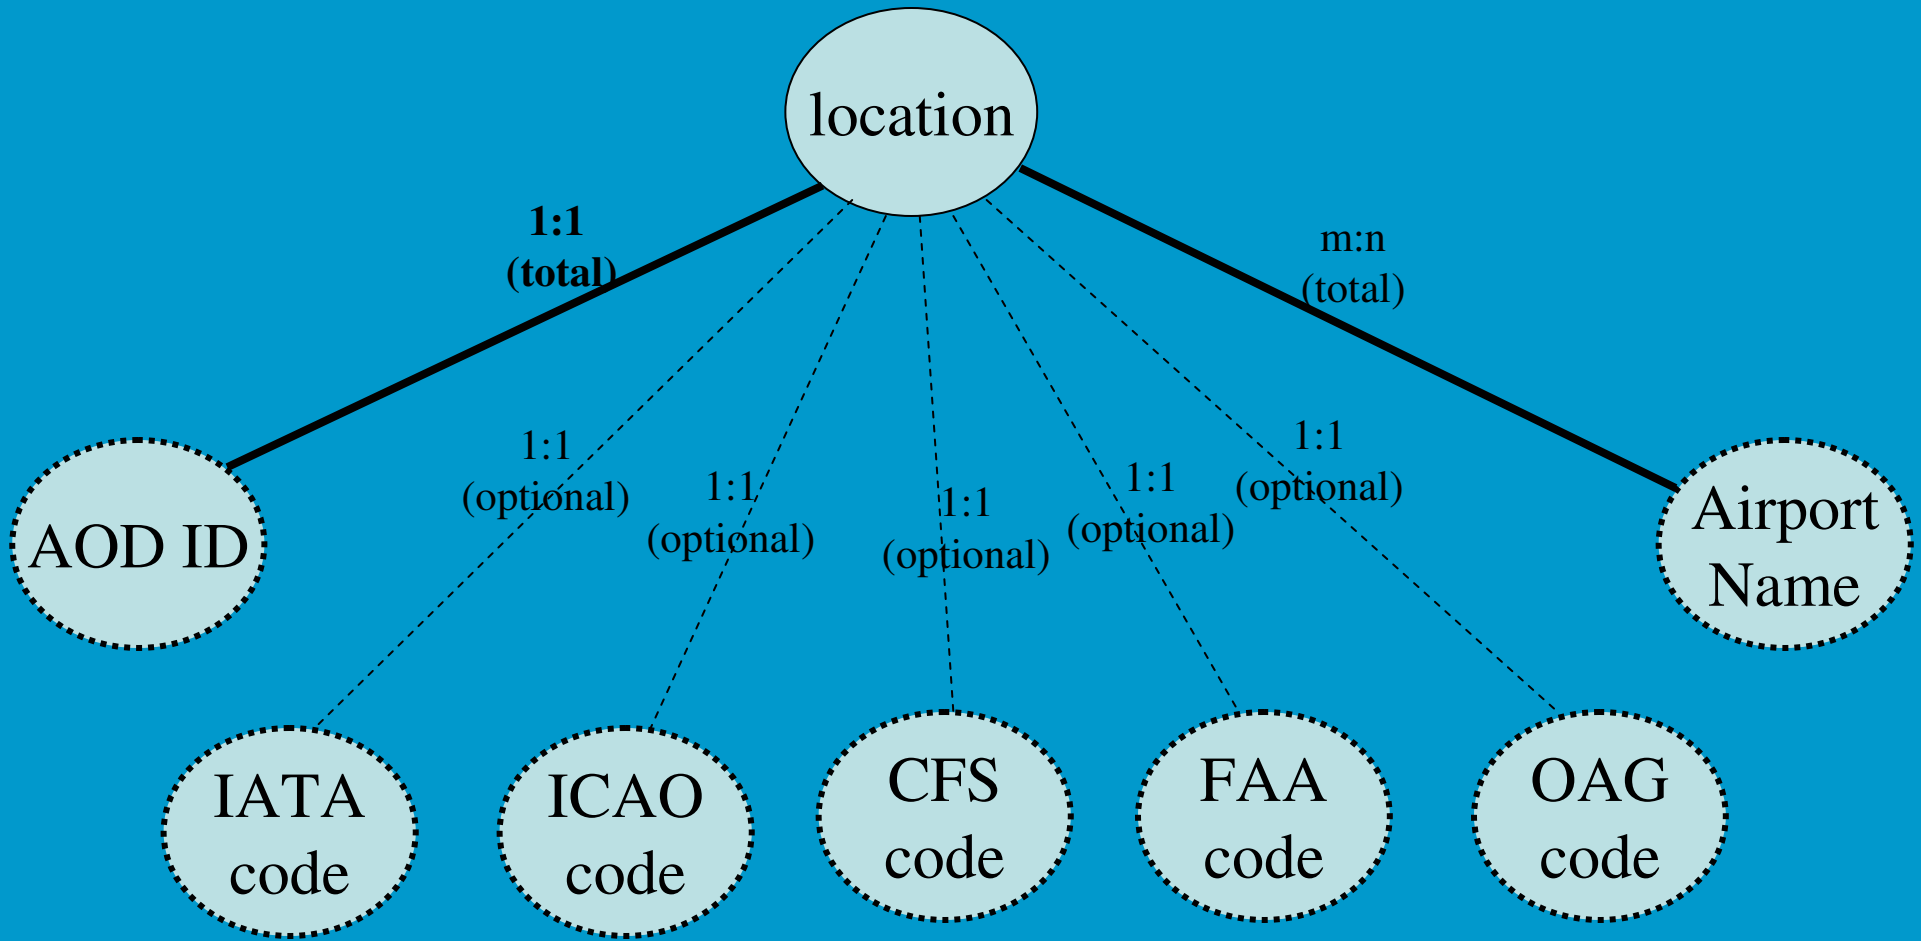 location
1:1
(total)
m:n
(total)
1:1
(optional)
1:1
(optional)
1:1
(optional)
1:1
(optional)
1:1
(optional)
AOD ID
Airport
Name
IATA
code
ICAO
code
CFS
code
FAA
code
OAG
code